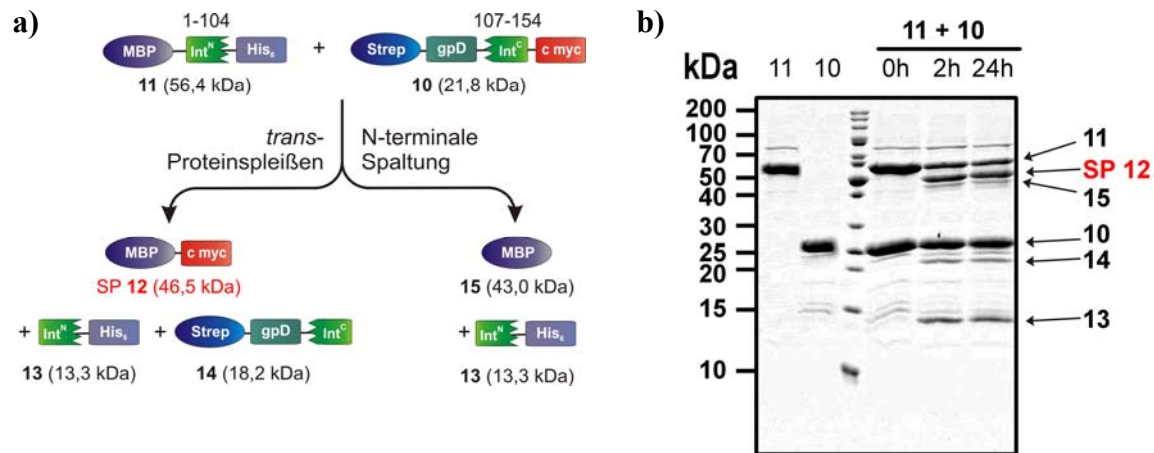 a)
1-104
107-154
MBP Int^N His₆ + Strep gpD Int^C c myc
11 (56,4 kDa)
10 (21,8 kDa)
trans-
Proteinspleißen
N-terminale
Spaltung
MBP c myc
SP 12 (46,5 kDa)
MBP
15 (43,0 kDa)
+ Int^N His₆ + Strep gpD Int^C
13 (13,3 kDa)
14 (18,2 kDa)
+ Int^N His₆
13 (13,3 kDa)
b)
11 + 10
kDa 11 10 0h 2h 24h
200
100
70
50
30
25
20
15
10
11
SP 12
15
10
14
13